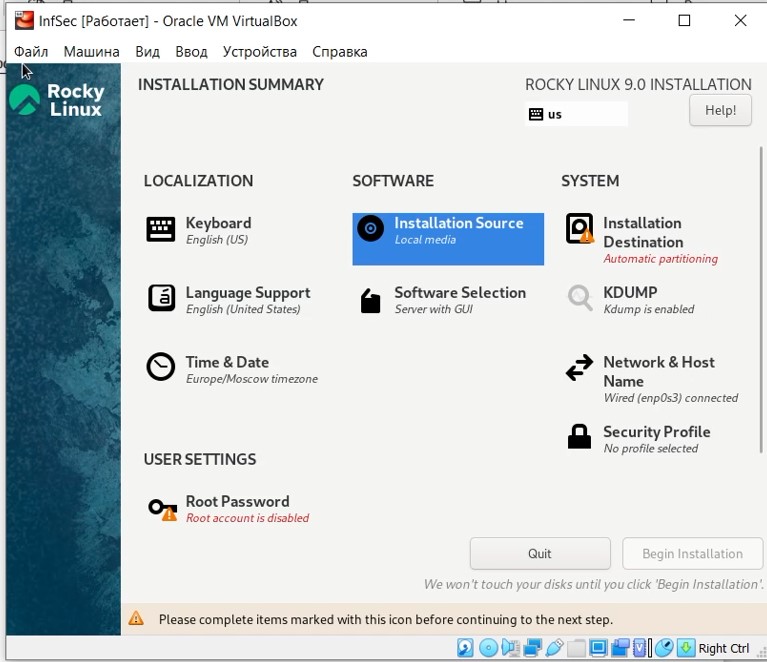 InfSec [Работает] - Oracle VM VirtualBox
Файл Машина Вид Ввод Устройства Справка
Rocky
Linux
INSTALLATION SUMMARY
ROCKY LINUX 9.0 INSTALLATION
us
Help!
LOCALIZATION
Keyboard
English (US)
Language Support
English (United States)
Time & Date
Europe/Moscow timezone
SOFTWARE
Installation Source
Local media
Software Selection
Server with GUI
SYSTEM
Installation
Destination
Automatic partitioning
KDUMP
Kdump is enabled
Network & Host
Name
Wired (enp0s3) connected
Security Profile
No profile selected
USER SETTINGS
Root Password
Root account is disabled
Quit
Begin Installation
We won't touch your disks until you click 'Begin Installation'.
Please complete items marked with this icon before continuing to the next step.
Right Ctrl